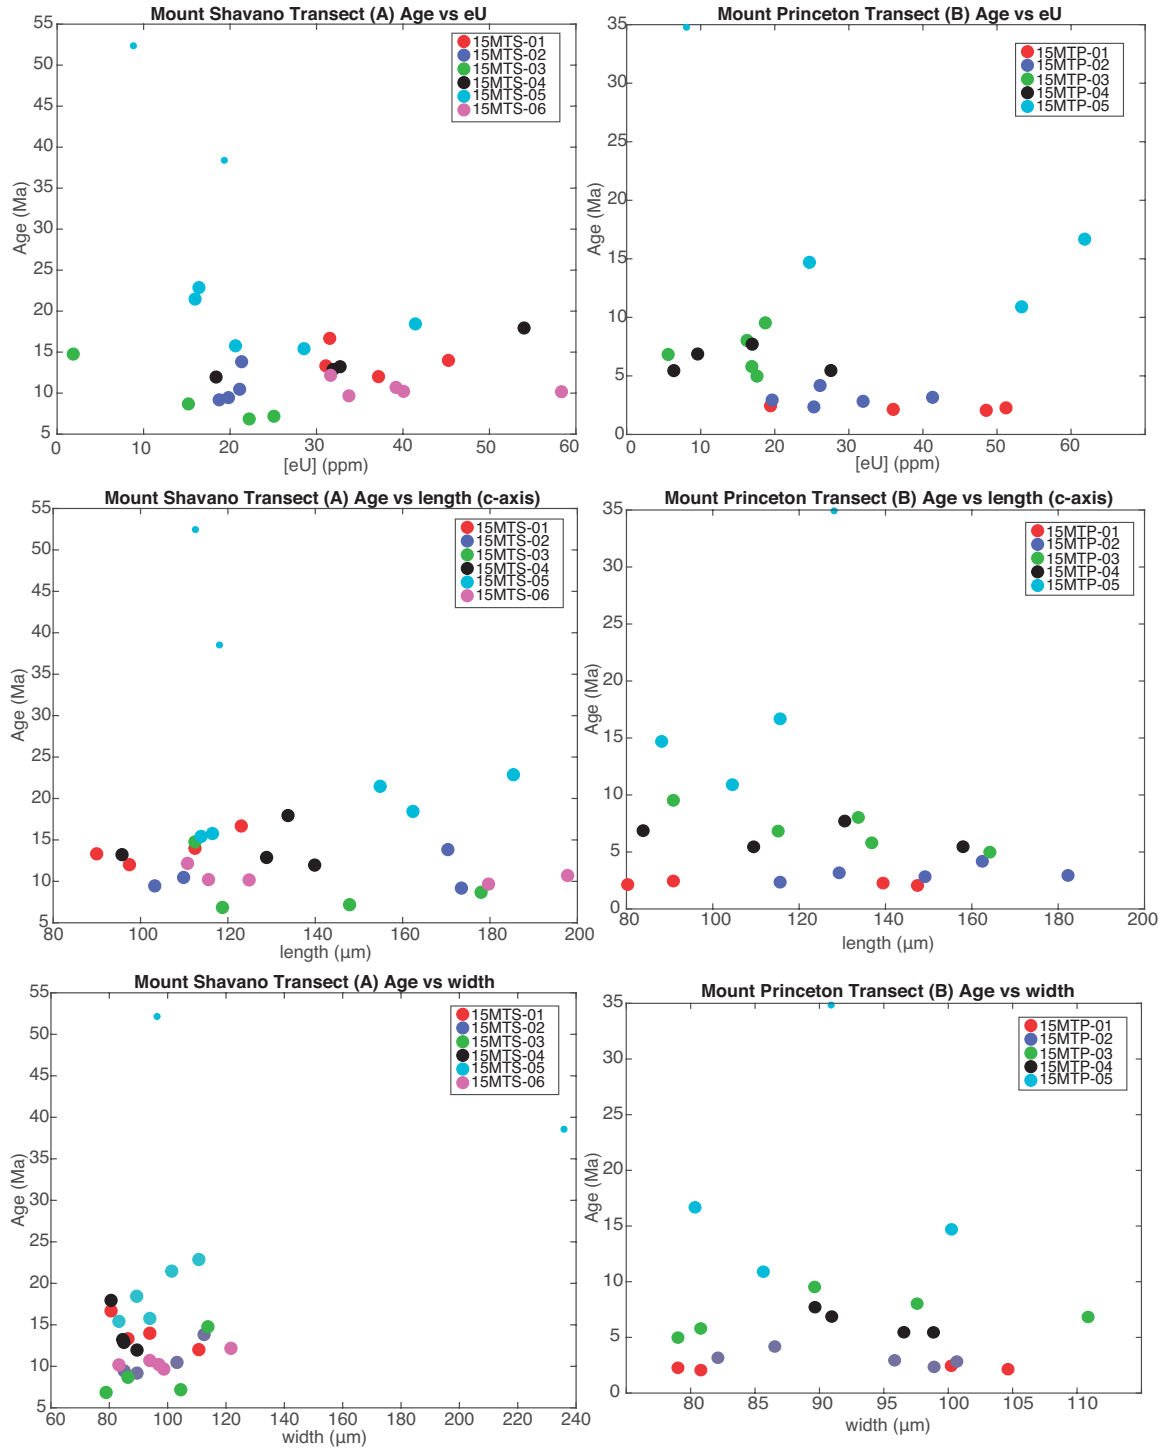 Mount Shavano Transect (A) Age vs eU
55
50
45
40
35
30
25
20
15
10
5
Age (Ma)
0
10
20
30
40
50
60
[eU] (ppm)
15MTS-01
15MTS-02
15MTS-03
15MTS-04
15MTS-05
15MTS-06
Mount Princeton Transect (B) Age vs eU
35
30
25
20
15
10
5
0
Age (Ma)
10
20
30
40
50
60
[eU] (ppm)
15MTP-01
15MTP-02
15MTP-03
15MTP-04
15MTP-05
Mount Shavano Transect (A) Age vs length (c-axis)
55
50
45
40
35
30
25
20
15
10
5
Age (Ma)
80
100
120
140
160
180
200
length (µm)
15MTS-01
15MTS-02
15MTS-03
15MTS-04
15MTS-05
15MTS-06
Mount Princeton Transect (B) Age vs length (c-axis)
35
30
25
20
15
10
5
0
Age (Ma)
80
100
120
140
160
180
200
length (µm)
15MTP-01
15MTP-02
15MTP-03
15MTP-04
15MTP-05
Mount Shavano Transect (A) Age vs width
55
50
45
40
35
30
25
20
15
10
5
Age (Ma)
60
80
100
120
140
160
180
200
220
240
width (µm)
15MTS-01
15MTS-02
15MTS-03
15MTS-04
15MTS-05
15MTS-06
Mount Princeton Transect (B) Age vs width
35
30
25
20
15
10
5
0
Age (Ma)
80
85
90
95
100
105
110
width (µm)
15MTP-01
15MTP-02
15MTP-03
15MTP-04
15MTP-05